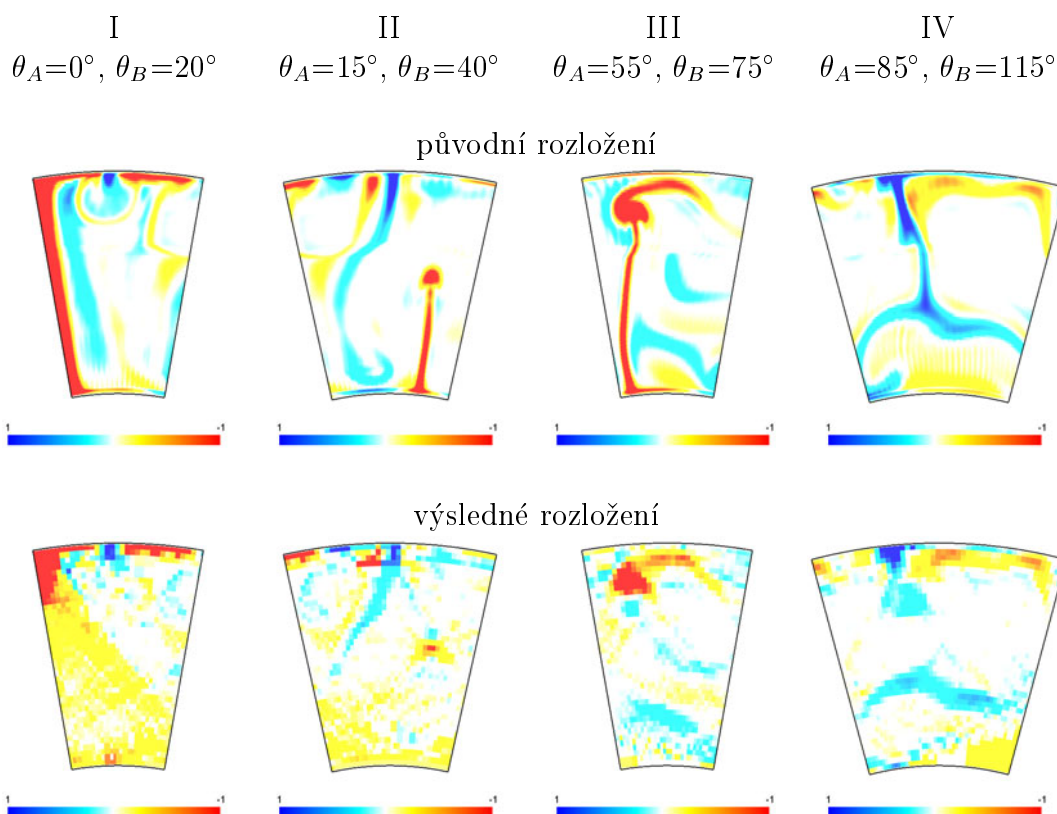 I II III IV
θ_A=0°, θ_B=20° θ_A=15°, θ_B=40° θ_A=55°, θ_B=75° θ_A=85°, θ_B=115°
původní rozložení
1 -1 1 -1 1 -1 1 -1
výsledné rozložení
1 -1 1 -1 1 -1 1 -1